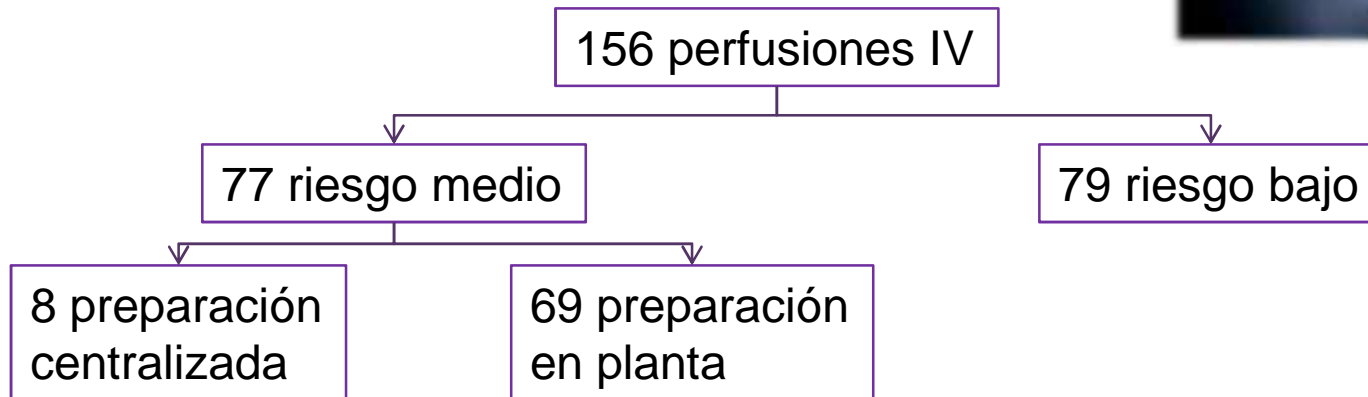 156 perfusiones IV
77 riesgo medio
79 riesgo bajo
8 preparación
centralizada
69 preparación
en planta